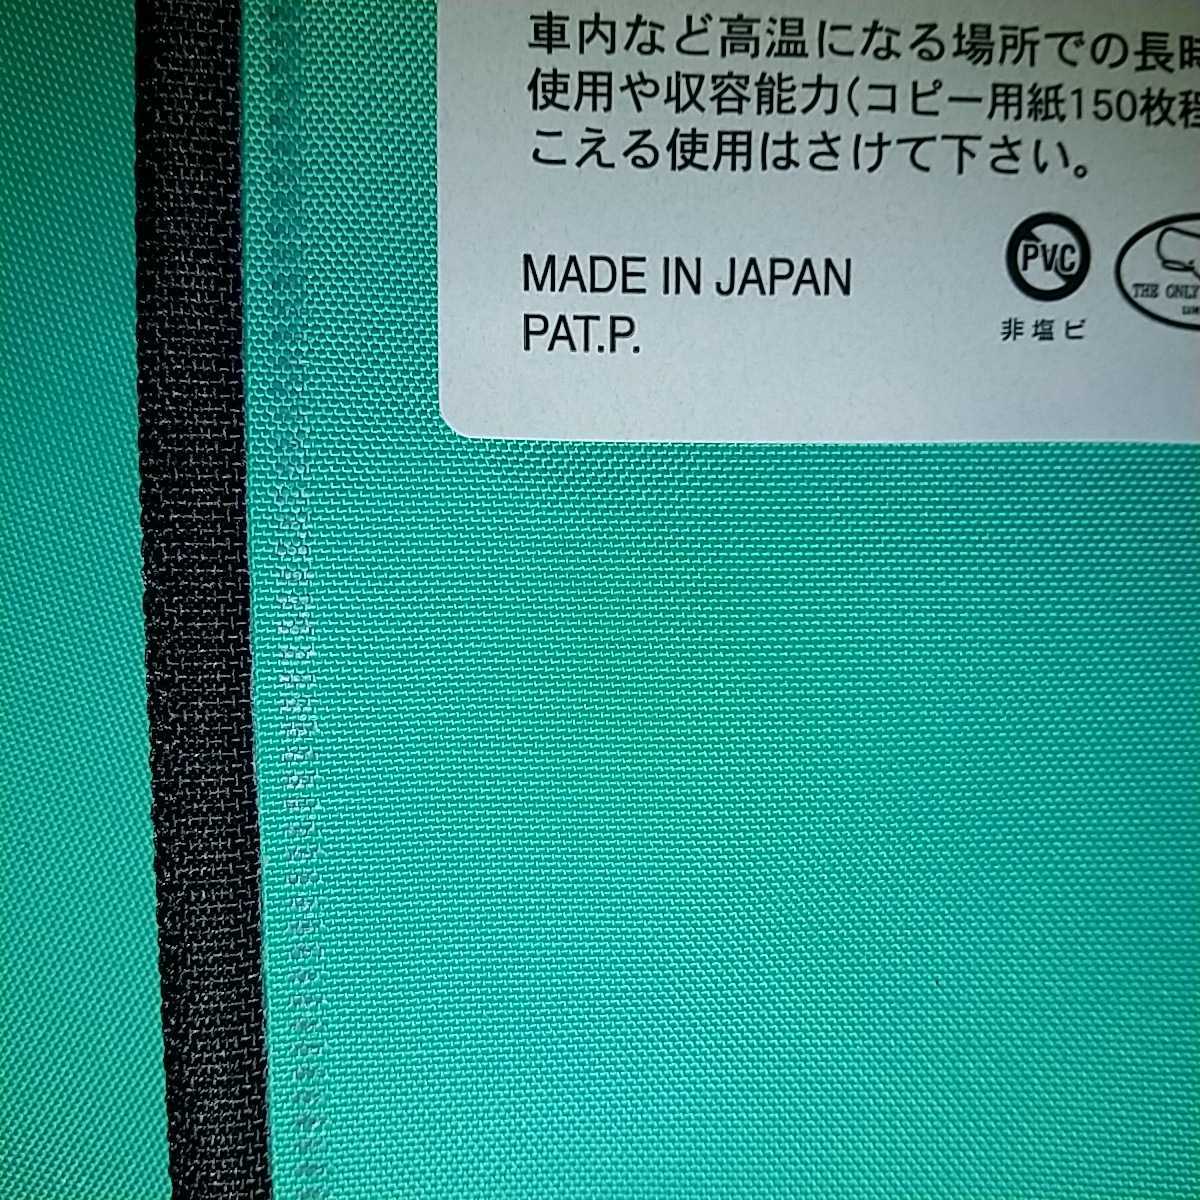 車内など高温になる場所での長時
使用や収容能力(コピー用紙150枚程
こえる使用はさけて下さい。
MADE IN JAPAN
PAT.P.
PVC
非塩ビ
THE ONLY